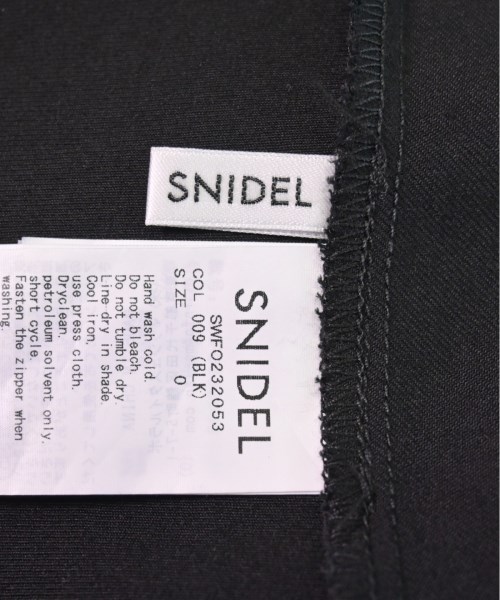 SNIDEL
SNIDEL
SWFO232053
COL 009 (BLK)
SIZE 0
Hand wash cold.
Do not bleach.
Do not tumble dry.
Line dry in shade.
Cool iron.
use press cloth.
Dryclean.
petroleum solvent only.
short cycle.
Fasten the zipper when
washing.